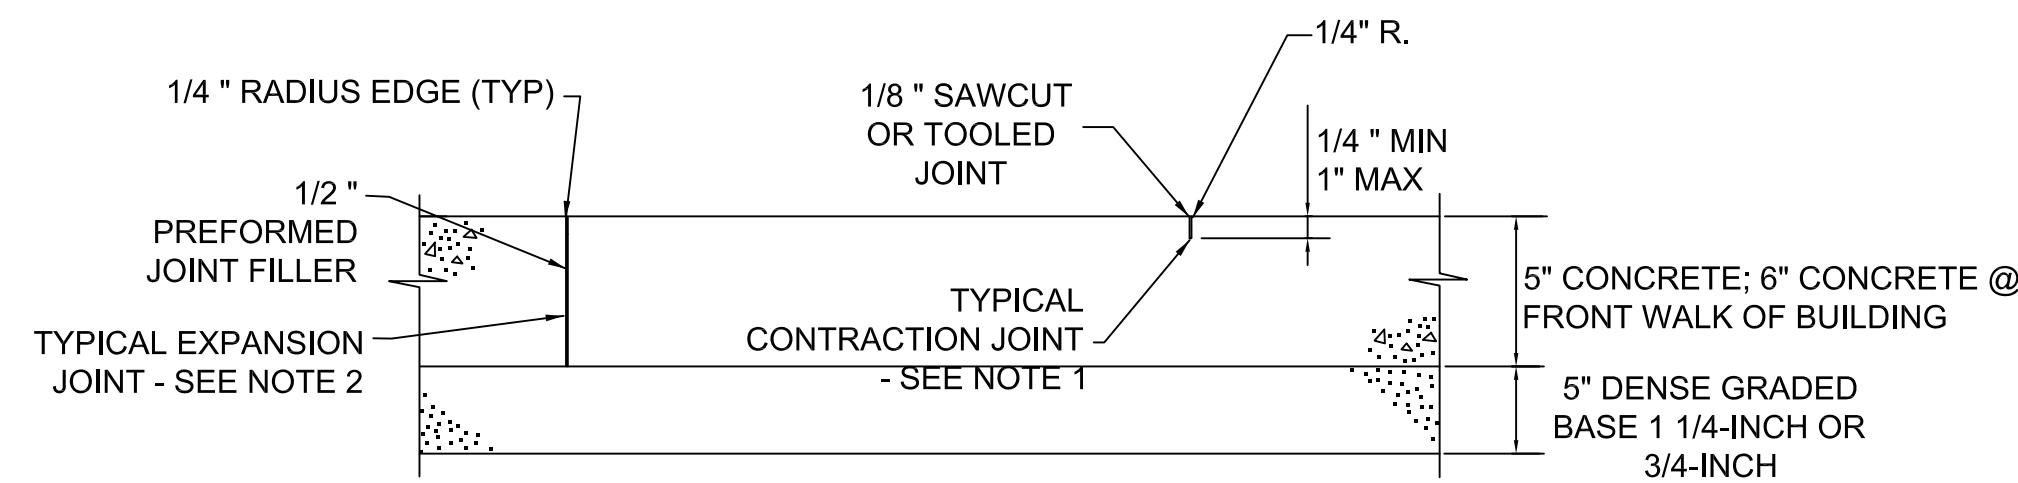 1/4" R.
1/4 " RADIUS EDGE (TYP)
1/8 " SAWCUT
OR TOOLED
JOINT
1/4 " MIN
1" MAX
1/2 "
PREFORMED
JOINT FILLER
TYPICAL EXPANSION
JOINT - SEE NOTE 2
TYPICAL
CONTRACTION JOINT
- SEE NOTE 1
5" CONCRETE; 6" CONCRETE @
FRONT WALK OF BUILDING
5" DENSE GRADED
BASE 1 1/4-INCH OR
3/4-INCH